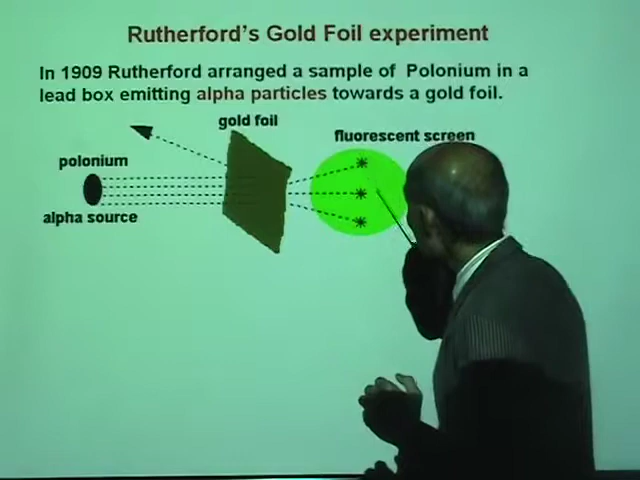 Rutherford's Gold Foil experiment
In 1909 Rutherford arranged a sample of Polonium in a
lead box emitting alpha particles towards a gold foil.
gold foil
fluorescent screen
polonium
alpha source